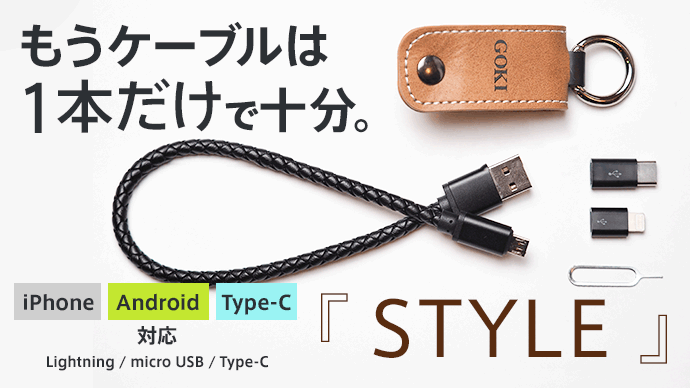 もうケーブルは
1本だけで十分。
GOKI
iPhone Android Type-C
対応
Lightning / micro USB / Type-C
『 STYLE 』